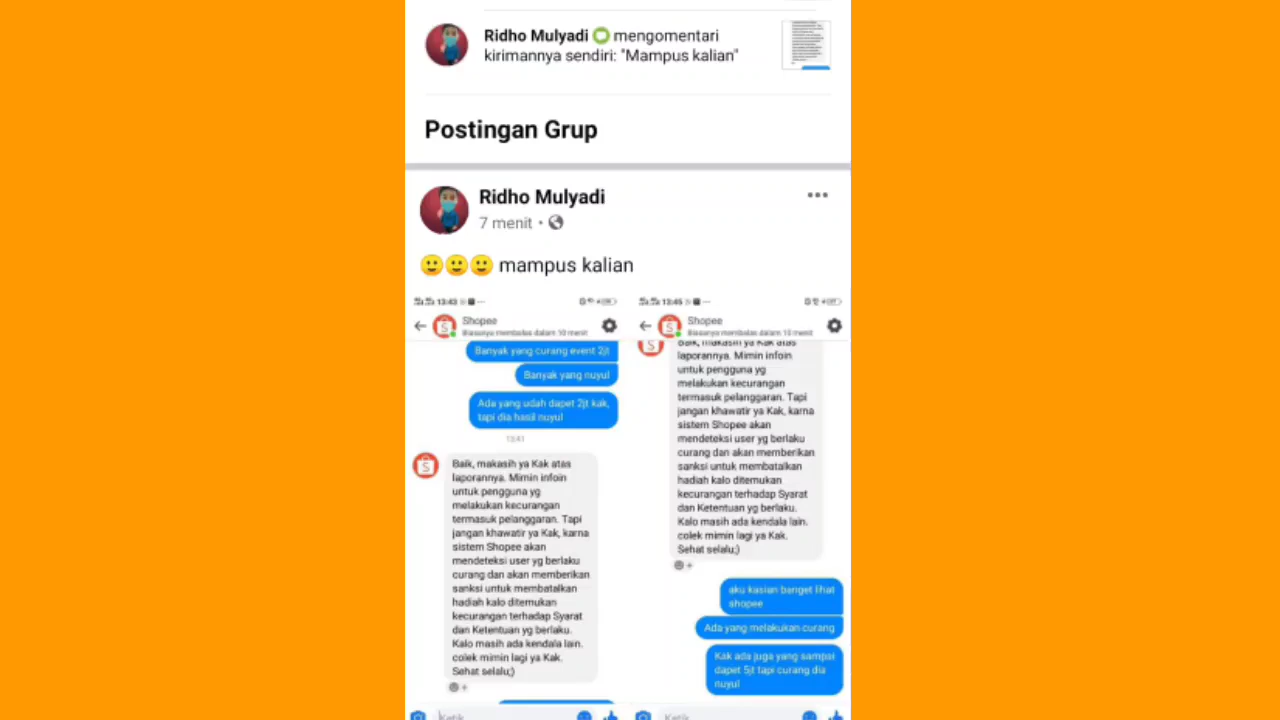 Ridho Mulyadi mengomentari
kirimannya sendiri: "Mampus kalian"
Postingan Grup
Ridho Mulyadi
7 menit
🙂🙂🙂 mampus kalian
13:43
Shopee
Biasanya membalas dalam 10 menit
Banyak yang curang event 2jt
Banyak yang nuyul
Ada yang udah dapet 2jt kak,
tapi dia hasil nuyul
13:41
Baik, makasih ya Kak atas
laporannya. Mimin infoin
untuk pengguna yg
melakukan kecurangan
termasuk pelanggaran. Tapi
jangan khawatir ya Kak, karna
sistem Shopee akan
mendeteksi user yg berlaku
curang dan akan memberikan
sanksi untuk membatalkan
hadiah kalo ditemukan
kecurangan terhadap Syarat
dan Ketentuan yg berlaku.
Kalo masih ada kendala lain.
colek mimin lagi ya Kak.
Sehat selalu;)
Ketik
13:45
Shopee
Biasanya membalas dalam 10 menit
Baik, makasih ya Kak atas
laporannya. Mimin infoin
untuk pengguna yg
melakukan kecurangan
termasuk pelanggaran. Tapi
jangan khawatir ya Kak, karna
sistem Shopee akan
mendeteksi user yg berlaku
curang dan akan memberikan
sanksi untuk membatalkan
hadiah kalo ditemukan
kecurangan terhadap Syarat
dan Ketentuan yg berlaku.
Kalo masih ada kendala lain.
colek mimin lagi ya Kak.
Sehat selalu;)
aku kasian banget lihat
shopee
Ada yang melakukan curang
Kak ada juga yang sampai
dapet 5jt tapi curang dia
nuyul
Ketik